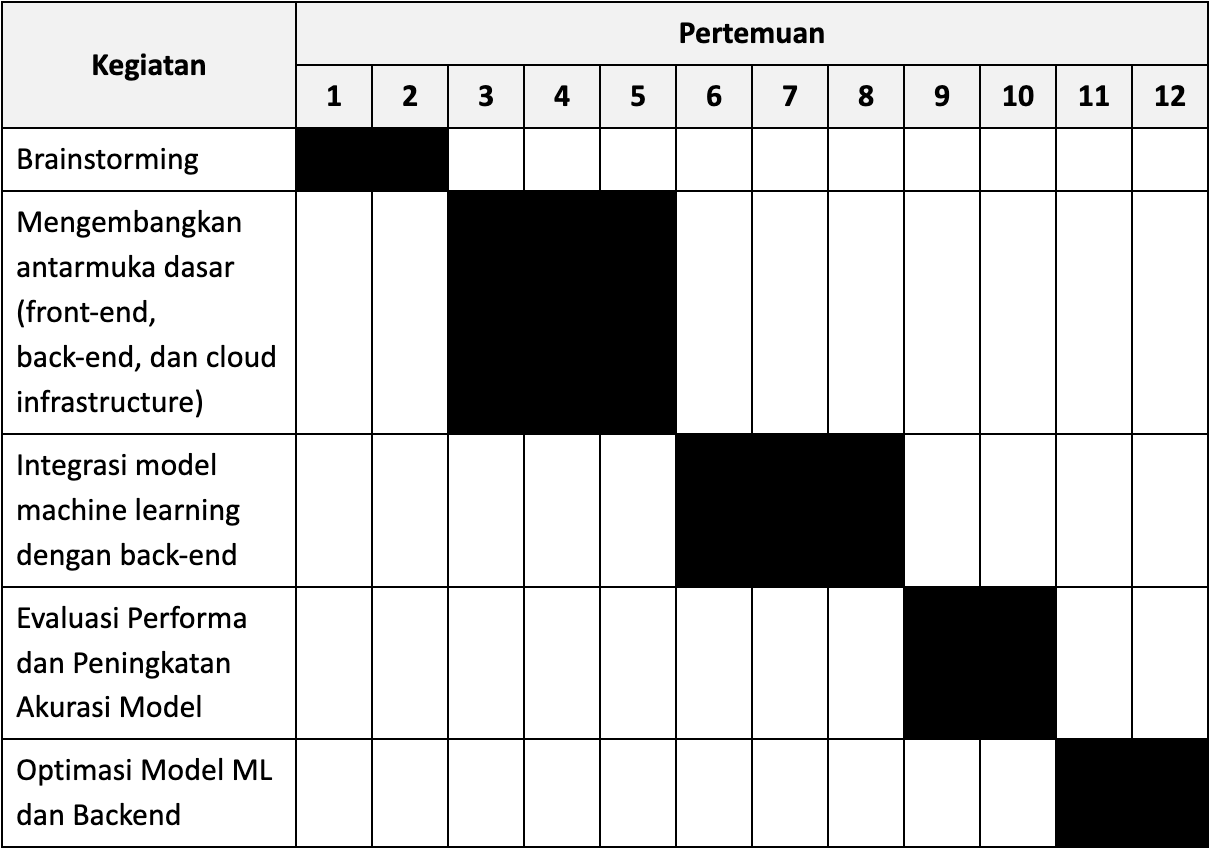 Kegiatan
Pertemuan
1 2 3 4 5 6 7 8 9 10 11 12
Brainstorming
Mengembangkan
antarmuka dasar
(front-end,
back-end, dan cloud
infrastructure)
Integrasi model
machine learning
dengan back-end
Evaluasi Performa
dan Peningkatan
Akurasi Model
Optimasi Model ML
dan Backend